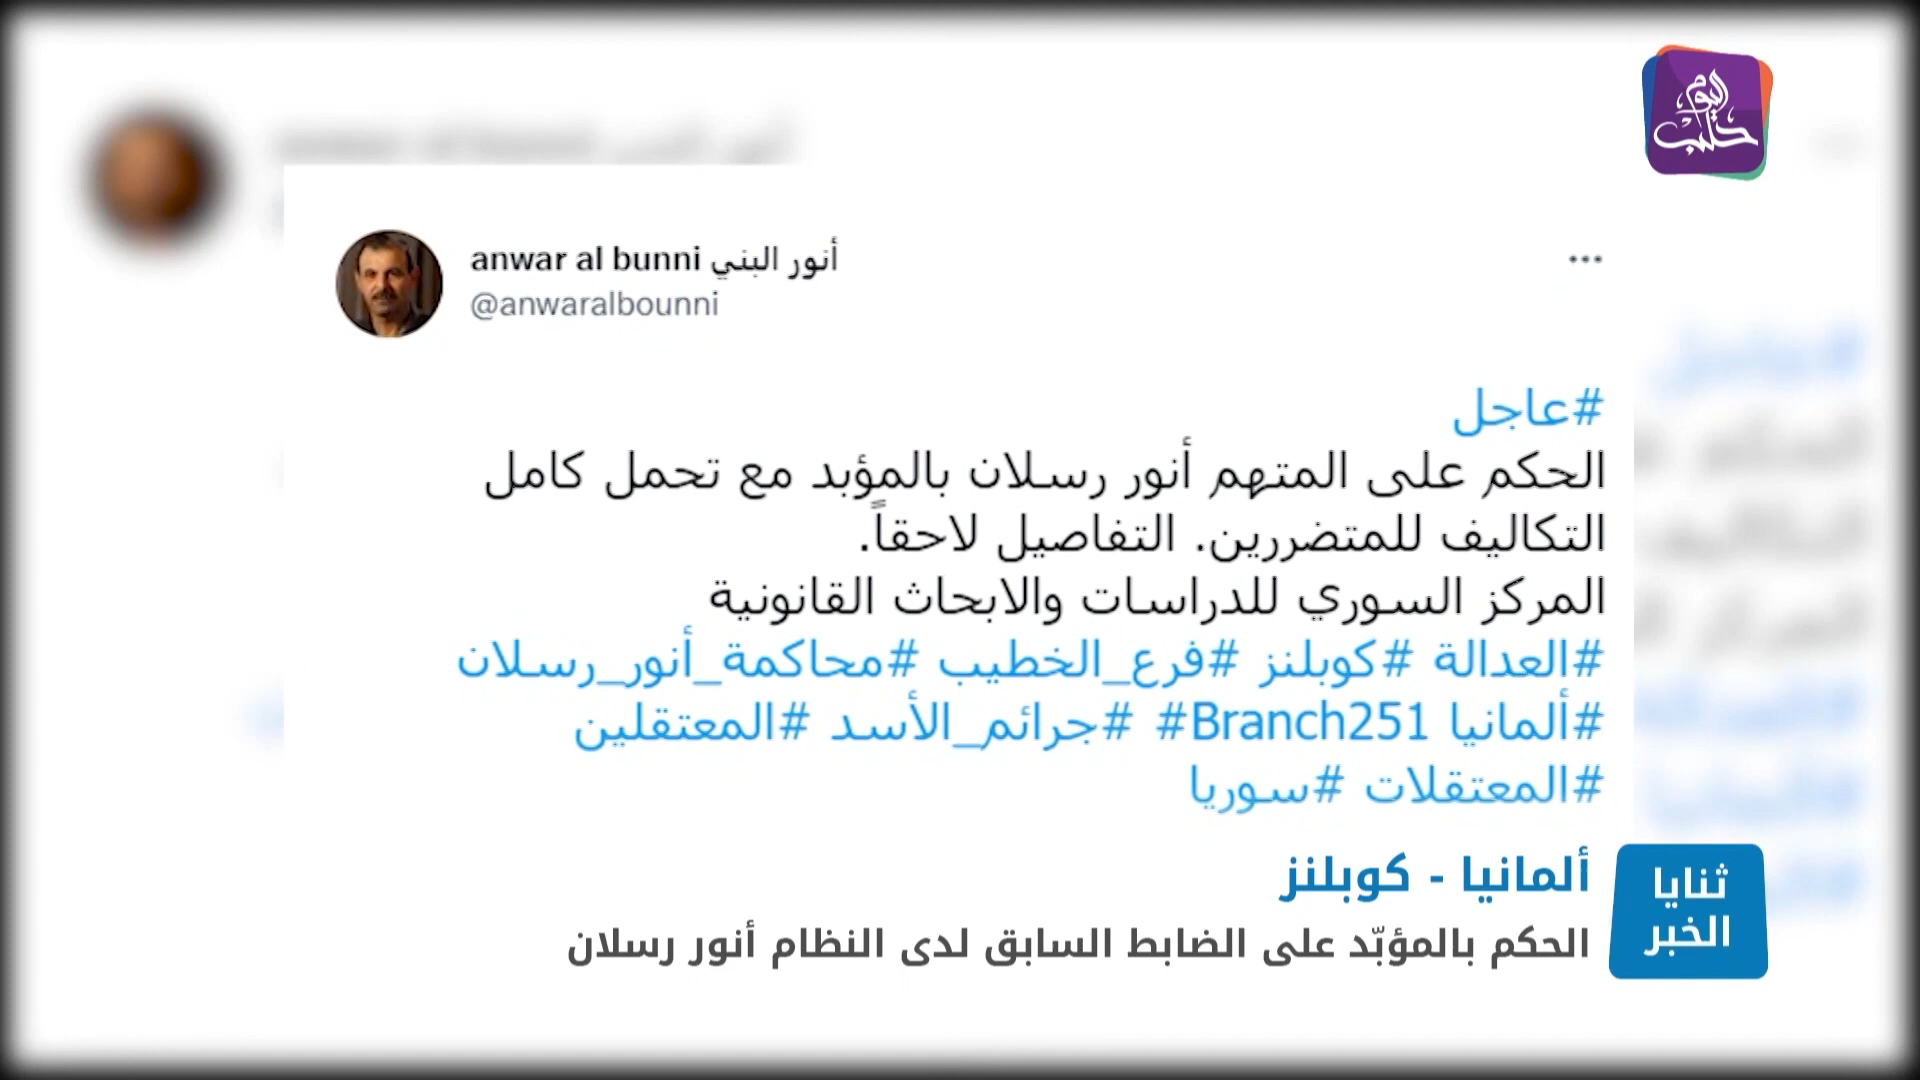 حلب اليوم
anwar al bunni أنور البني
@anwaralbounni
#عاجل
الحكم على المتهم أنور رسلان بالمؤبد مع تحمل كامل
التكاليف للمتضررين. التفاصيل لاحقاً.
المركز السوري للدراسات والابحاث القانونية
#العدالة #كوبلنز #فرع_الخطيب #محاكمة_أنور_رسلان
#ألمانيا #Branch251 #جرائم_الأسد #المعتقلين
#المعتقلات #سوريا
ألمانيا - كوبلنز
الحكم بالمؤبّد على الضابط السابق لدى النظام أنور رسلان
ثنايا
الخبر